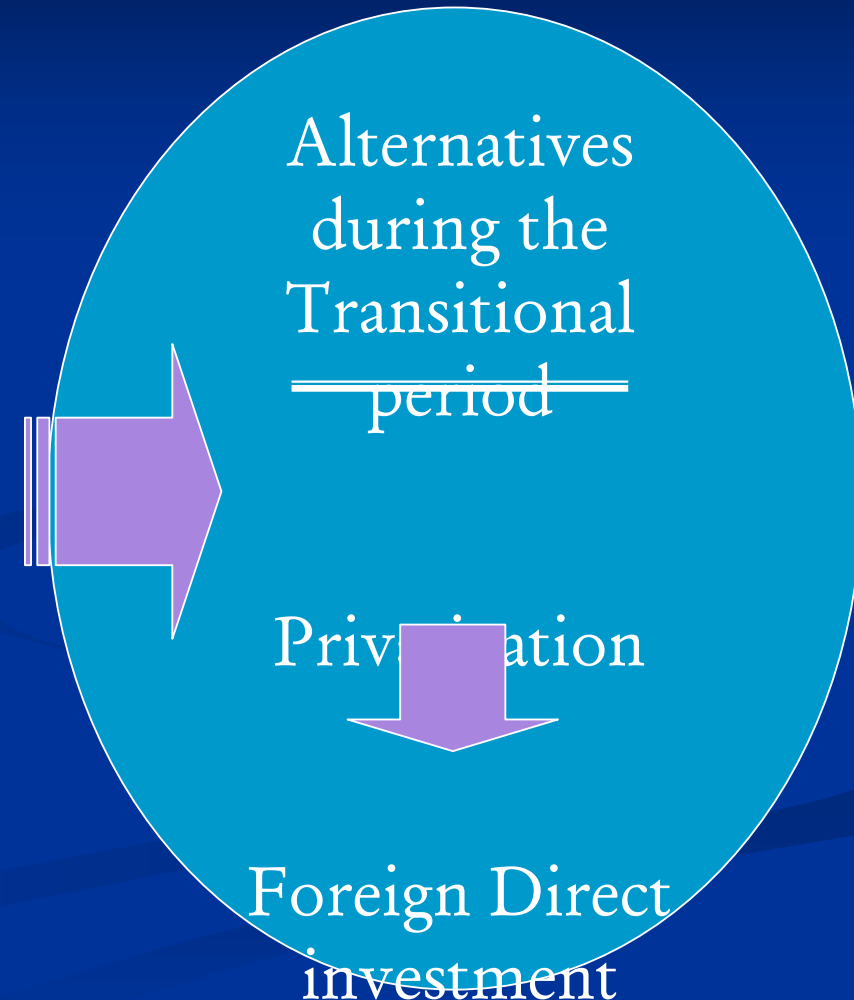 Alternatives
during the
Transitional
period
Foreign Direct
investment